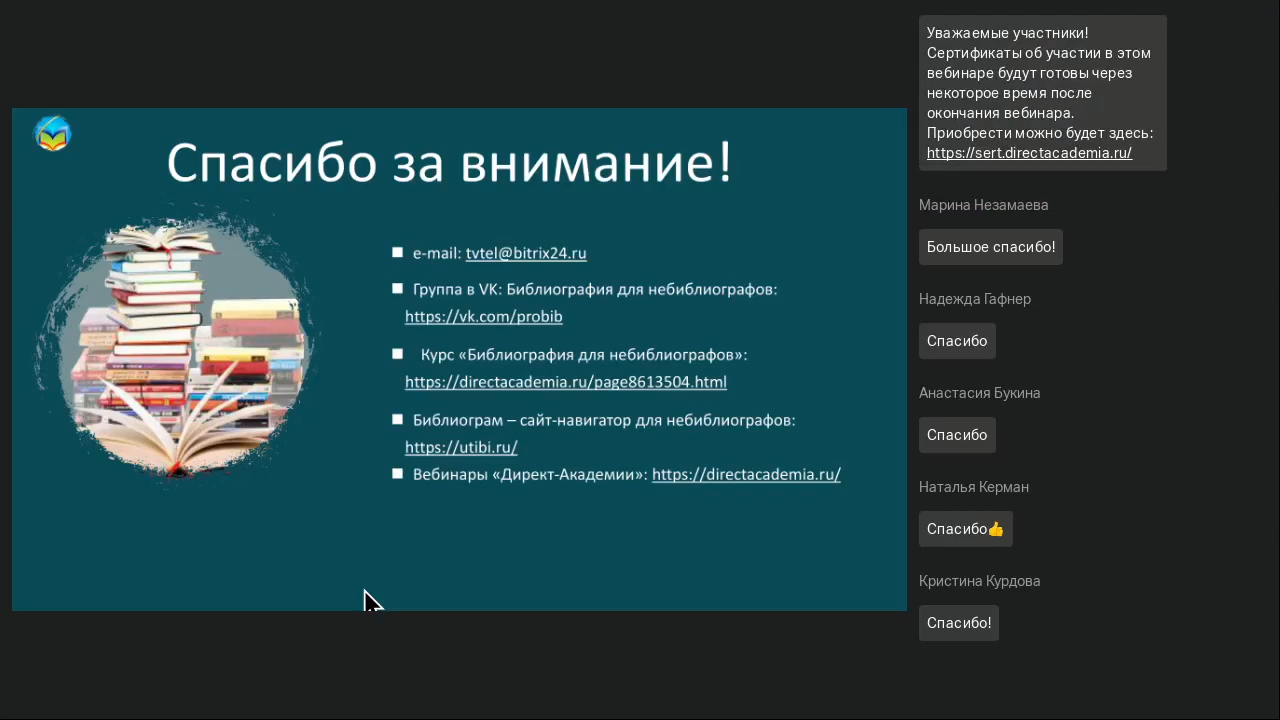 Спасибо за внимание!
e-mail: tvtel@bitrix24.ru
Группа в VK: Библиография для небиблиографов:
https://vk.com/probib
Курс «Библиография для небиблиографов»:
https://directacademia.ru/page8613504.html
Библиограм – сайт-навигатор для небиблиографов:
https://utibi.ru/
Вебинары «Директ-Академии»: https://directacademia.ru/
Уважаемые участники!
Сертификаты об участии в этом
вебинаре будут готовы через
некоторое время после
окончания вебинара.
Приобрести можно будет здесь:
https://sert.directacademia.ru/
Марина Незамаева
Большое спасибо!
Надежда Гафнер
Спасибо
Анастасия Букина
Спасибо
Наталья Керман
Спасибо👍
Кристина Курдова
Спасибо!